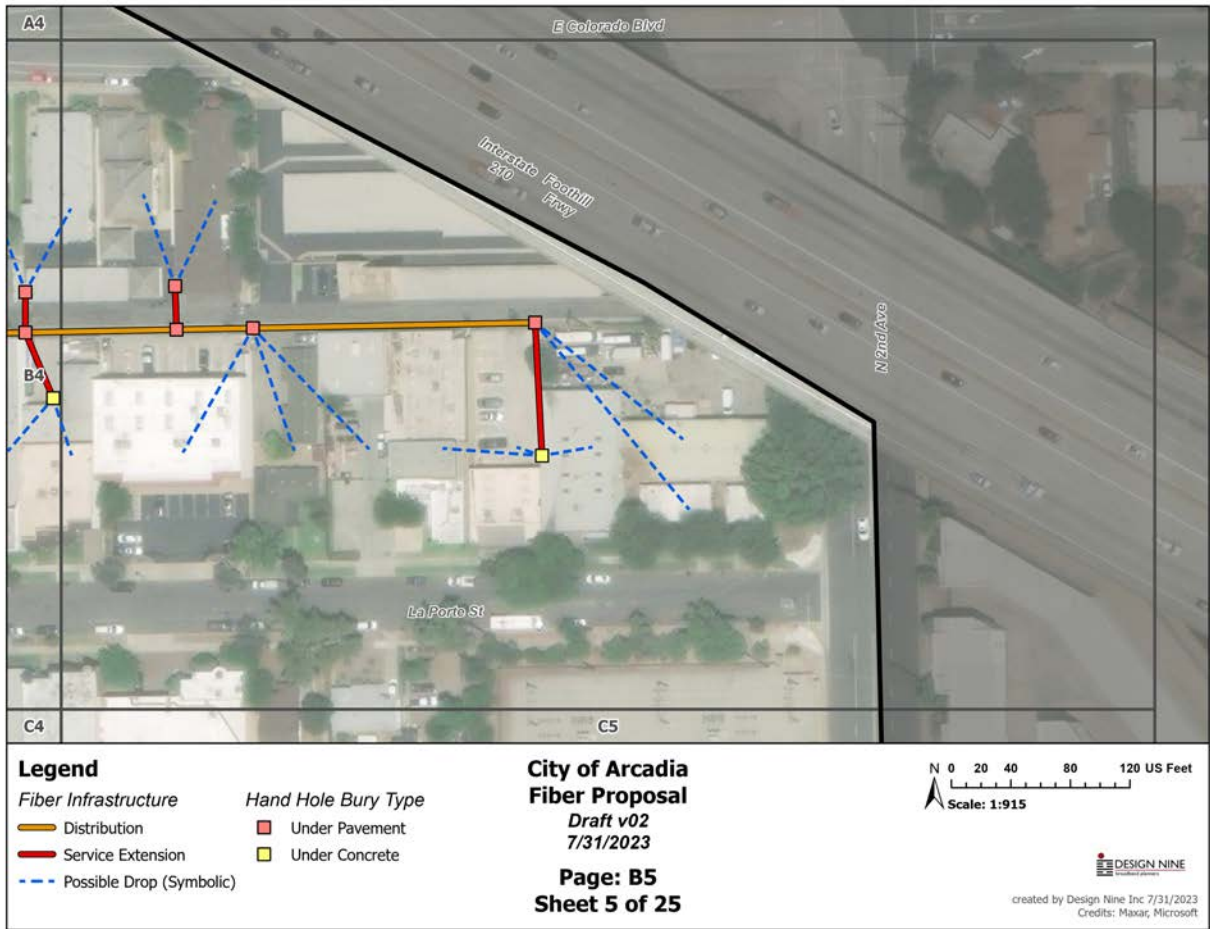 A4
E Colorado Blvd
Interstate Foothill
210 Frwy
N 2nd Ave
B4
La Porte St
C4
C5
Legend
Fiber Infrastructure
Distribution
Service Extension
Possible Drop (Symbolic)
Hand Hole Bury Type
Under Pavement
Under Concrete
City of Arcadia
Fiber Proposal
Draft v02
7/31/2023
Page: B5
Sheet 5 of 25
N 0 20 40 80 120 US Feet
Scale: 1:915
DESIGN NINE
broadband planners
created by Design Nine Inc 7/31/2023
Credits: Maxar, Microsoft